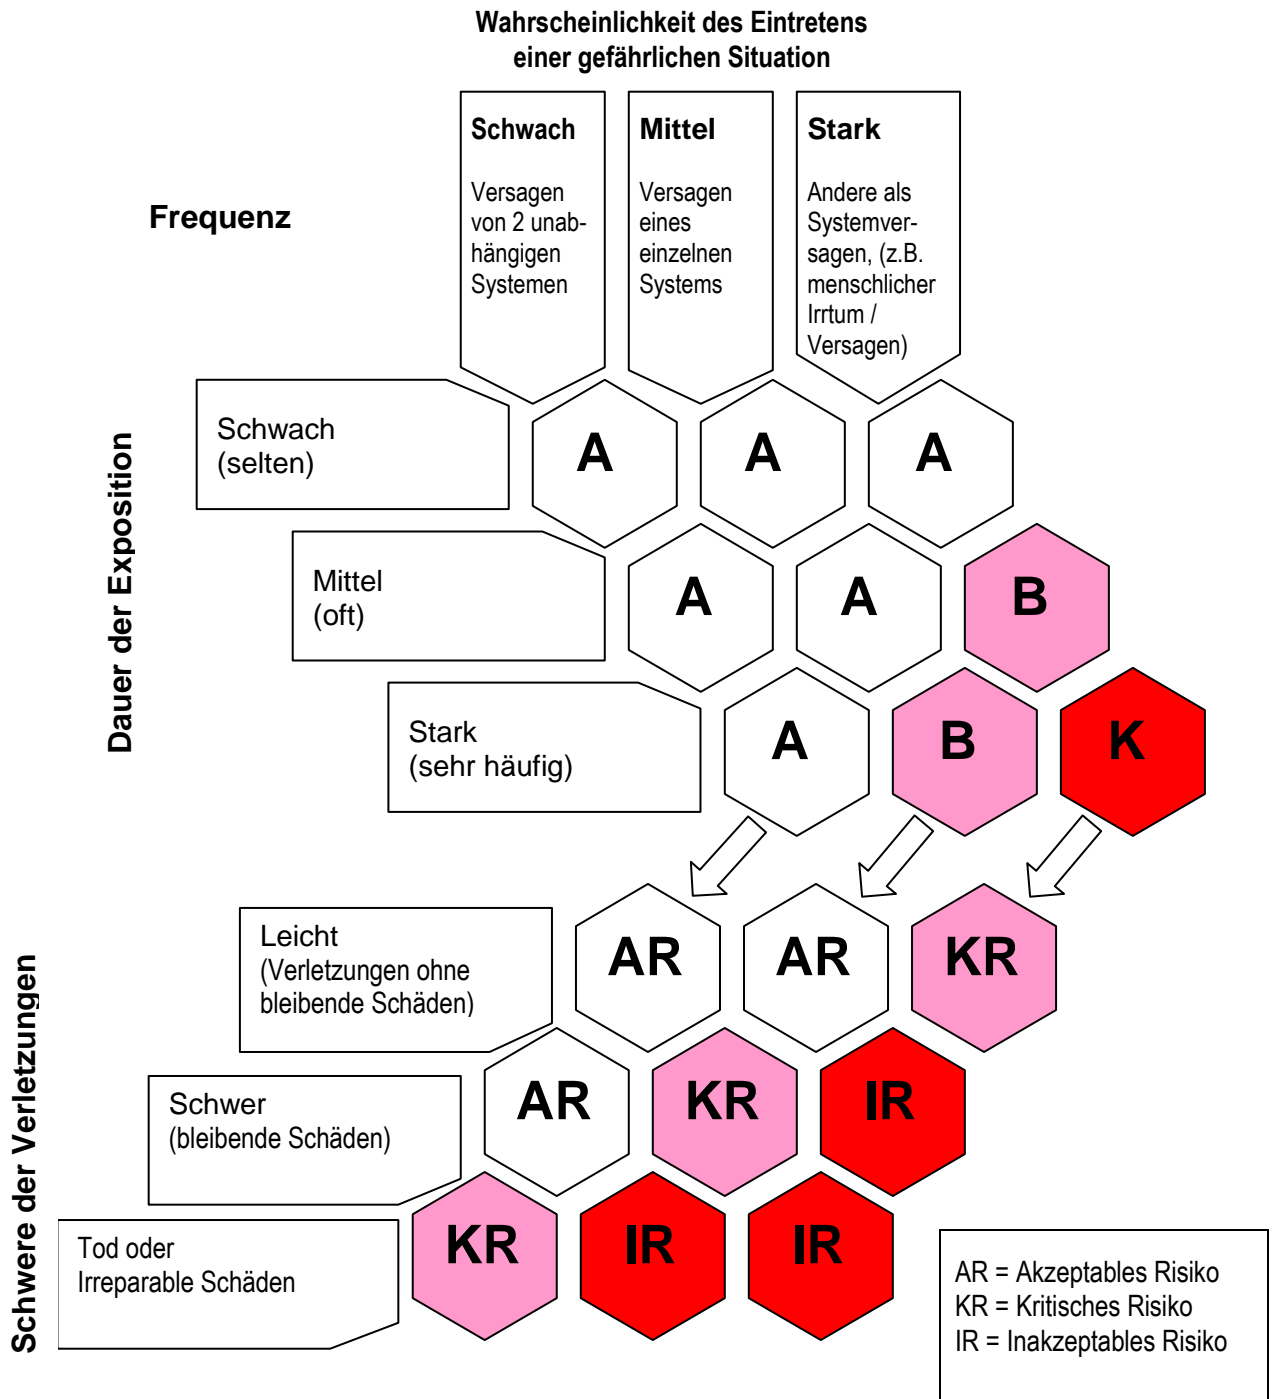 Wahrscheinlichkeit des Eintretens
einer gefährlichen Situation
Schwach
Versagen
von 2 unab-
hängigen
Systemen
Mittel
Versagen
eines
einzelnen
Systems
Stark
Andere als
Systemver-
sagen, (z.B.
menschlicher
Irrtum /
Versagen)
Frequenz
Dauer der Exposition
Schwach
(selten)
A
A
A
Mittel
(oft)
A
A
B
Stark
(sehr häufig)
A
B
K
Schwere der Verletzungen
Leicht
(Verletzungen ohne
bleibende Schäden)
AR
AR
KR
Schwer
(bleibende Schäden)
AR
KR
IR
Tod oder
Irreparable Schäden
KR
IR
IR
AR = Akzeptables Risiko
KR = Kritisches Risiko
IR = Inakzeptables Risiko